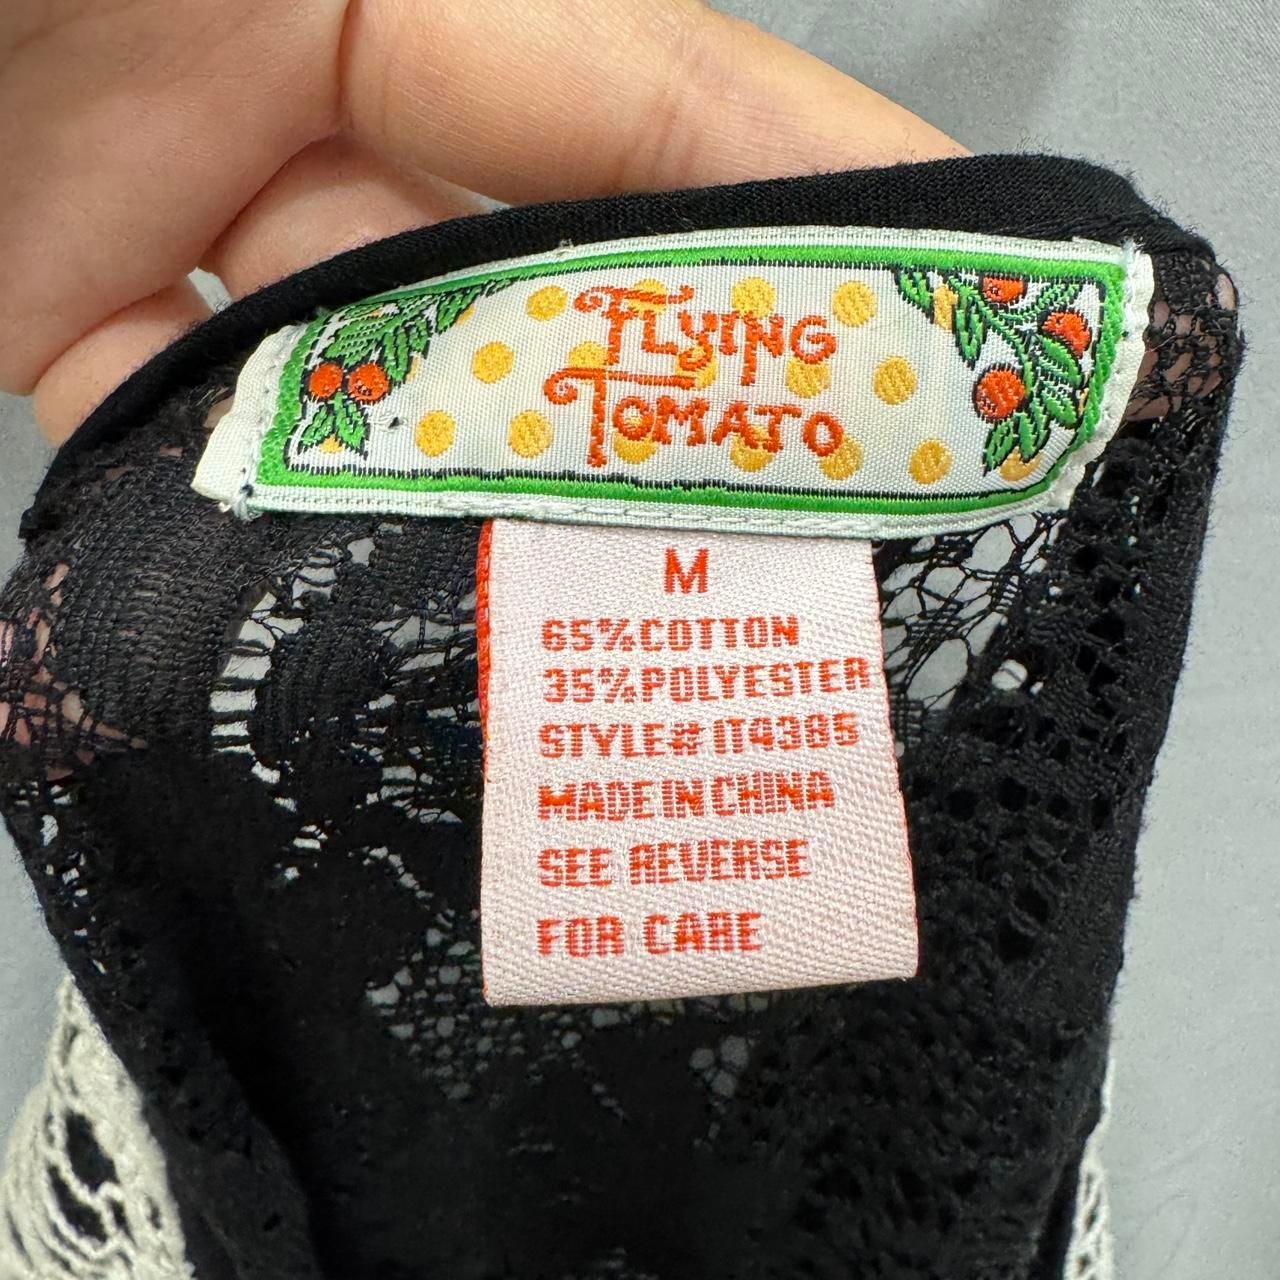 FLYING
TOMATO
M
65%COTTON
35%POLYESTER
STYLE# IT4385
MADE IN CHINA
SEE REVERSE
FOR CARE